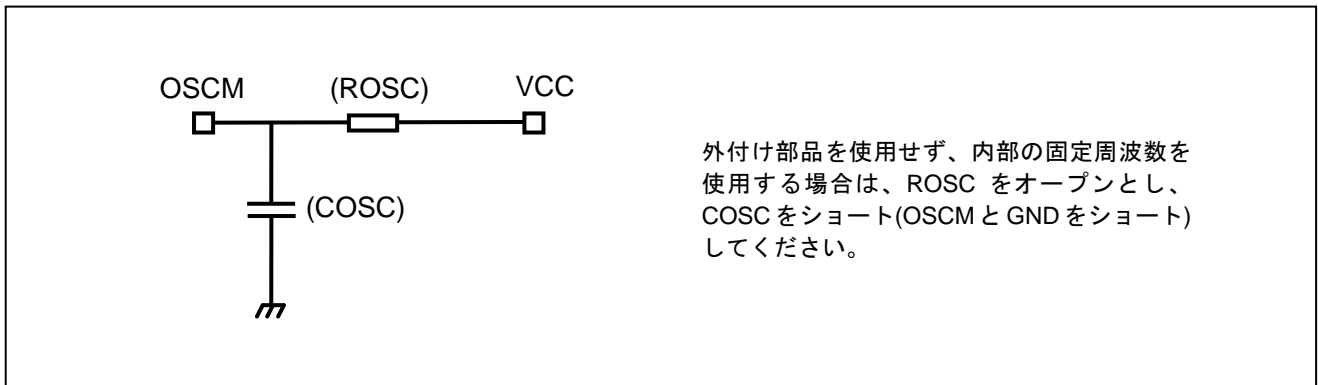 OSCM (ROSC) VCC
(COSC)
外付け部品を使用せず、内部の固定周波数を
使用する場合は、ROSC をオープンとし、
COSC をショート(OSCM と GND をショート)
してください。